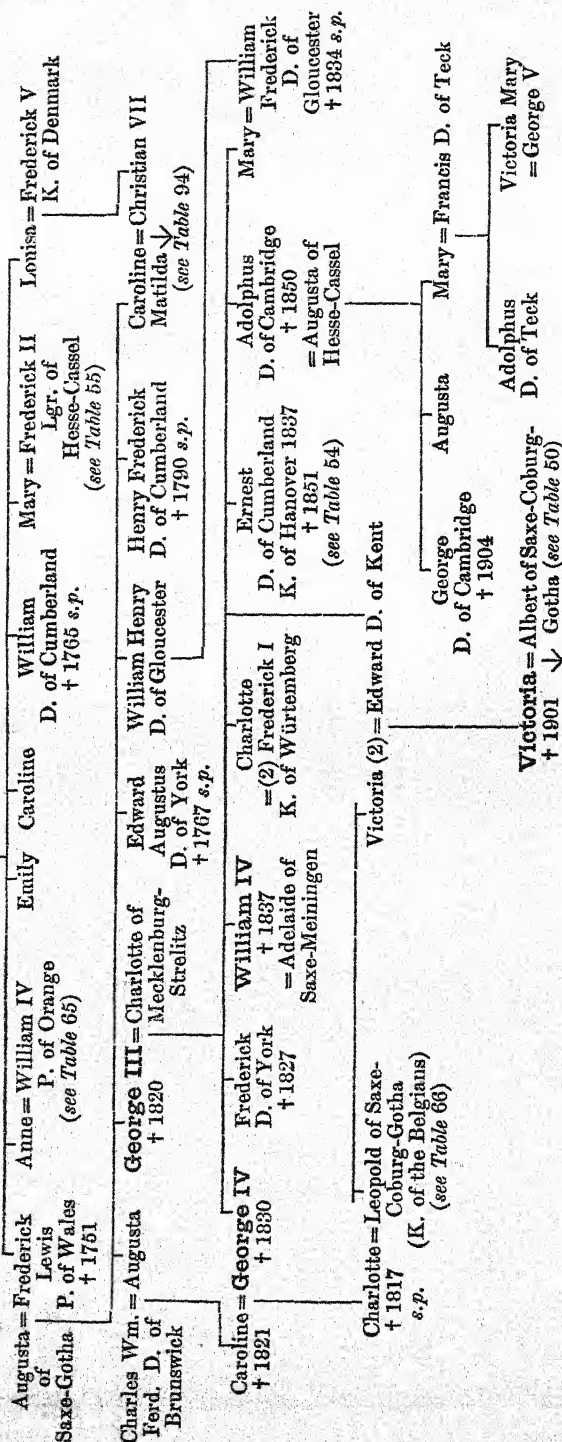 Augusta = Frederick
of Lewis
Saxe-Gotha P. of Wales
† 1751
Anne = William IV
P. of Orange
(see Table 65)
Emily
Caroline
William
D. of Cumberland
† 1765 s.p.
Mary = Frederick II
Lgr. of
Hesse-Cassel
(see Table 55)
Louisa = Frederick V
K. of Denmark
Charles Wm. = Augusta
Ferd. D. of
Brunswick
George III = Charlotte of
† 1820 Mecklenburg-
Strelitz
Edward
Augustus
D. of York
† 1767 s.p.
William Henry
D. of Gloucester
Henry Frederick
D. of Cumberland
† 1790 s.p.
Caroline = Christian VII
Matilda ↓
(see Table 94)
Caroline = George IV
† 1821 † 1830
Frederick
D. of York
† 1827
William IV
† 1837
= Adelaide of
Saxe-Meiningen
Charlotte
= (2) Frederick I
K. of Würtemberg
Ernest
D. of Cumberland
K. of Hanover 1837
† 1851
(see Table 54)
Adolphus
D. of Cambridge
† 1850
= Augusta of
Hesse-Cassel
Mary = William
Frederick
D. of
Gloucester
† 1834 s.p.
Charlotte = Leopold of Saxe-
† 1817 Coburg-Gotha
s.p. (K. of the Belgians)
(see Table 66)
Victoria (2) = Edward D. of Kent
George
D. of Cambridge
† 1904
Augusta
Mary = Francis D. of Teck
Victoria = Albert of Saxe-Coburg-
† 1901 ↓ Gotha (see Table 50)
Adolphus
D. of Teck
Victoria Mary
= George V